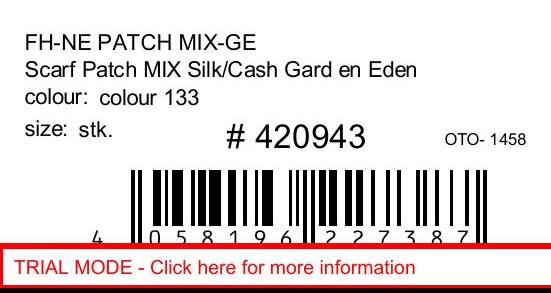 FH-NE PATCH MIX-GE
Scarf Patch MIX Silk/Cash Gard en Eden
colour: colour 133
size: stk.
# 420943
OTO- 1458
4 058196 227387
TRIAL MODE - Click here for more information